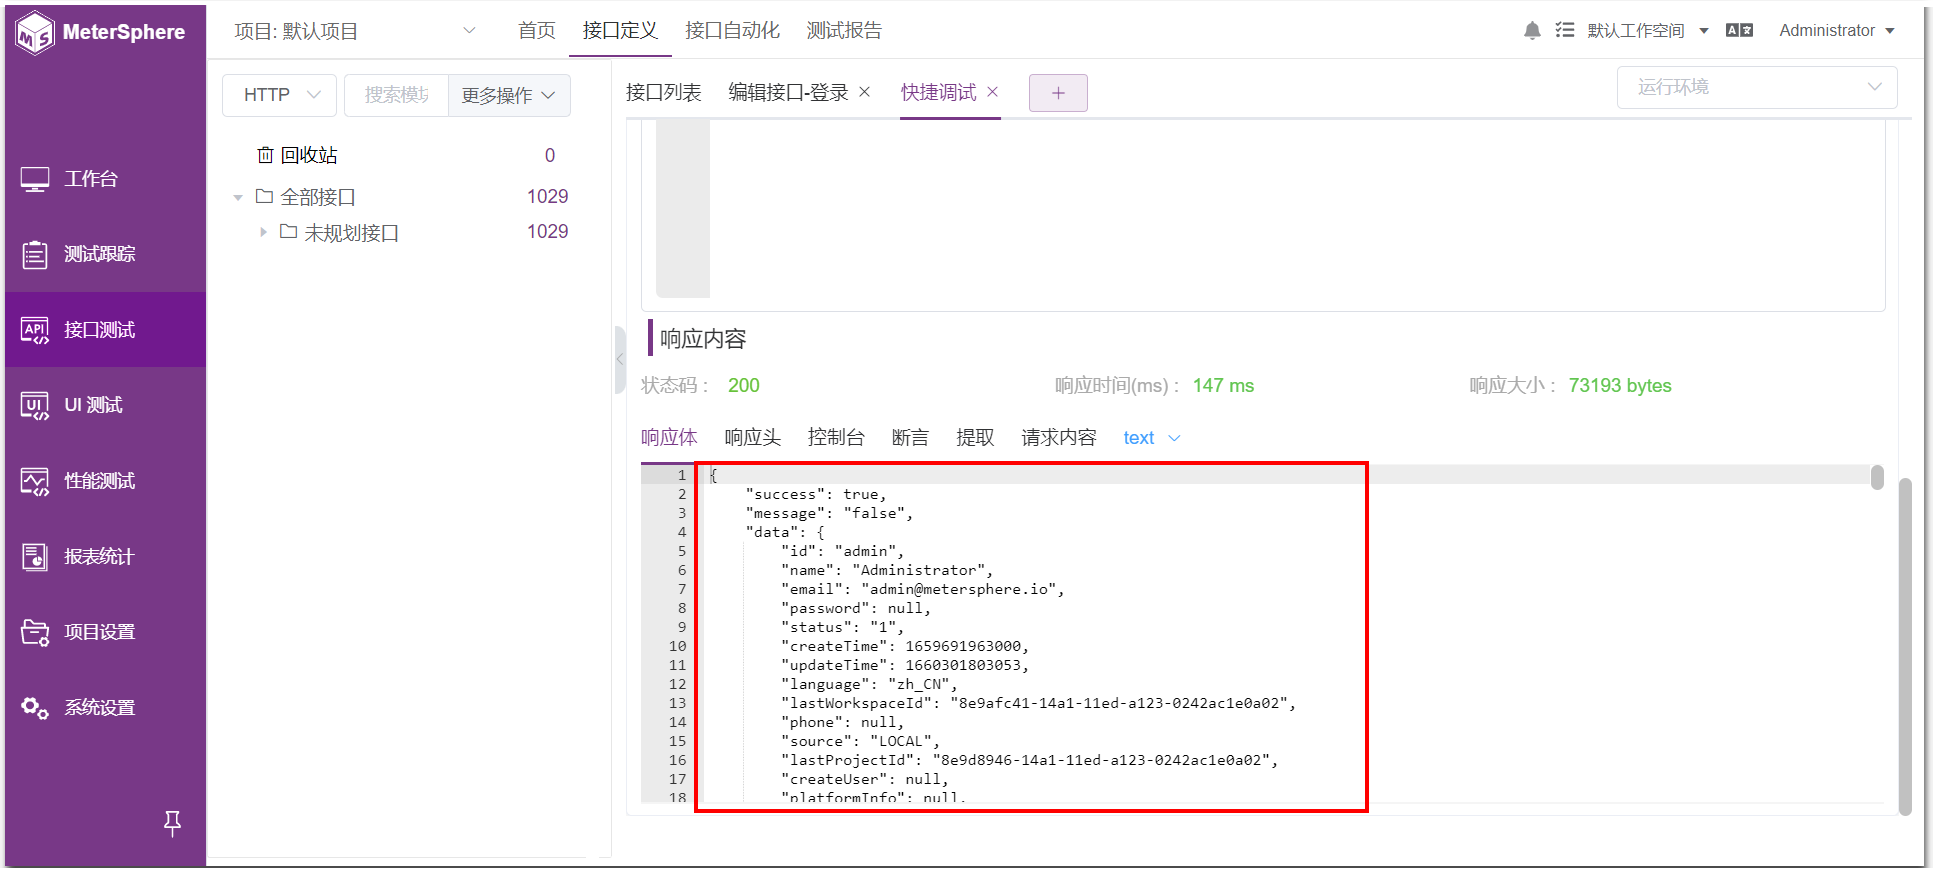 MeterSphere
项目: 默认项目
首页
接口定义
接口自动化
测试报告
默认工作空间
Administrator
工作台
测试跟踪
API 接口测试
UI UI 测试
性能测试
报表统计
项目设置
系统设置
HTTP
搜索模块
更多操作
回收站 0
全部接口 1029
未规划接口 1029
接口列表
编辑接口-登录
快捷调试
+
运行环境
响应内容
状态码 : 200
响应时间(ms) : 147 ms
响应大小 : 73193 bytes
响应体 响应头 控制台 断言 提取 请求内容 text
1 {
2 "success": true,
3 "message": "false",
4 "data": {
5 "id": "admin",
6 "name": "Administrator",
7 "email": "admin@metersphere.io",
8 "password": null,
9 "status": "1",
10 "createTime": 1659691963000,
11 "updateTime": 1660301803053,
12 "language": "zh_CN",
13 "lastWorkspaceId": "8e9afc41-14a1-11ed-a123-0242ac1e0a02",
14 "phone": null,
15 "source": "LOCAL",
16 "lastProjectId": "8e9d8946-14a1-11ed-a123-0242ac1e0a02",
17 "createUser": null,
18 "platformInfo": null,